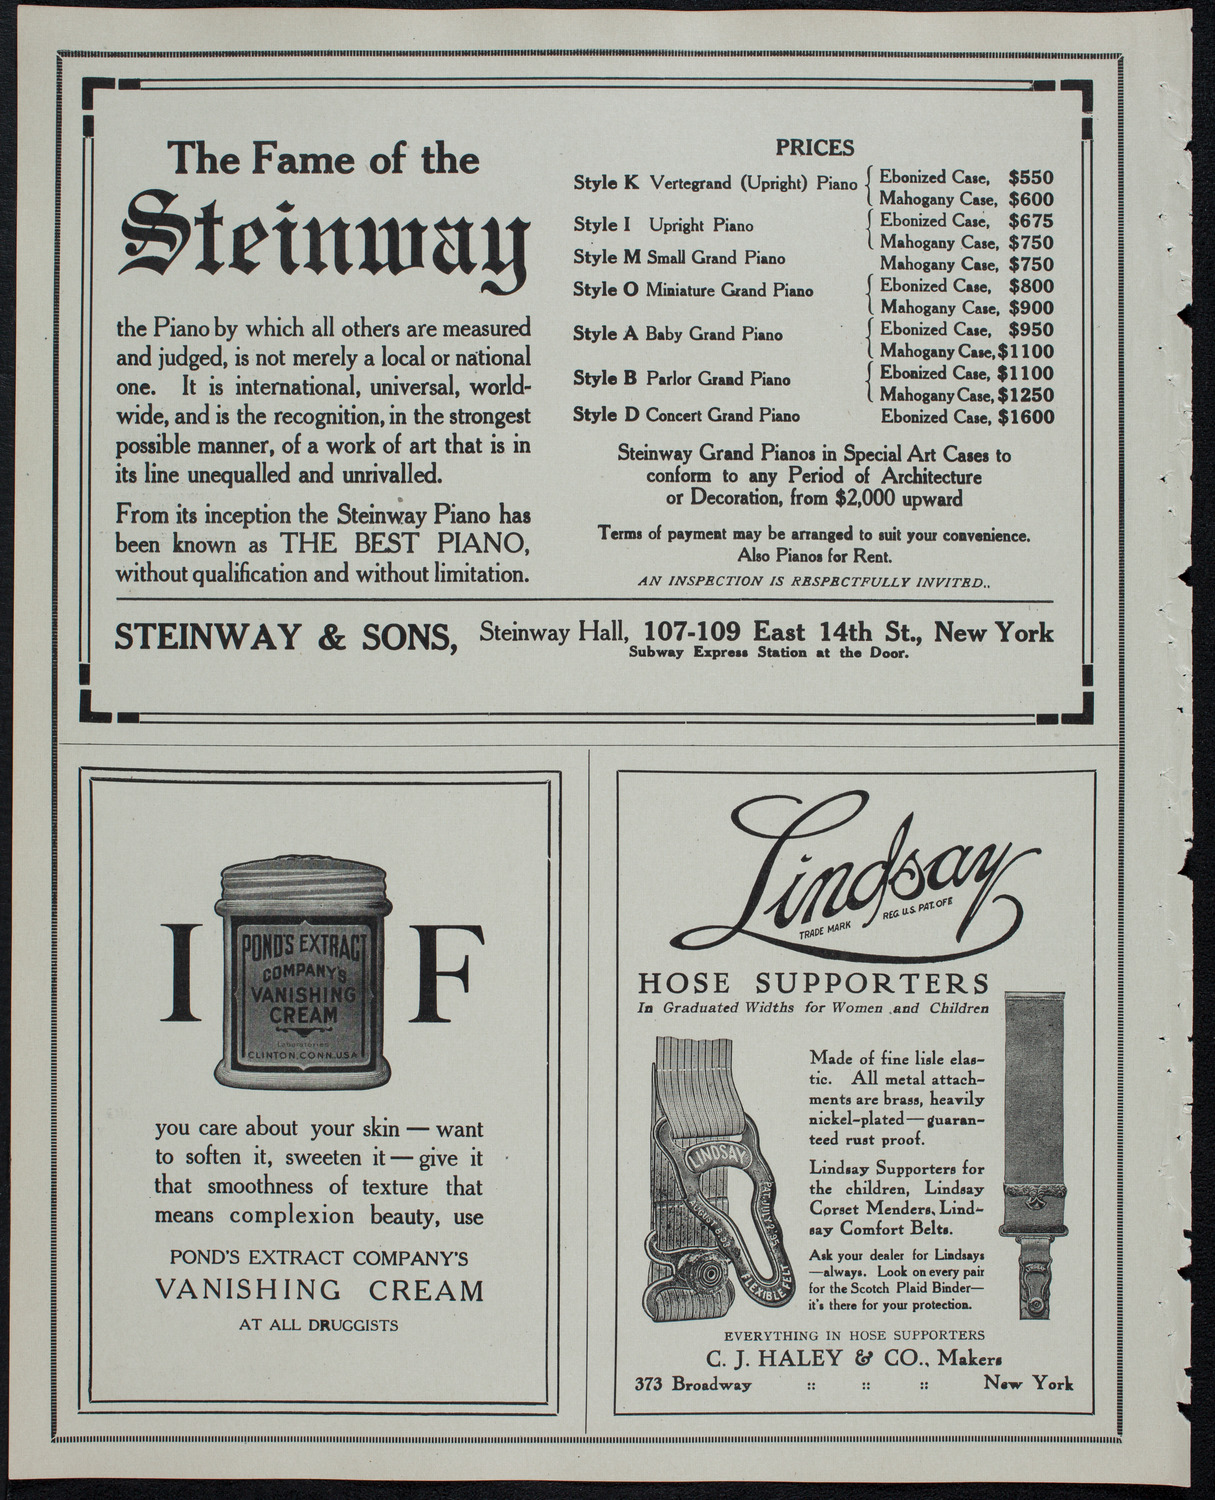 The Fame of the
Steinway
the Piano by which all others are measured
and judged, is not merely a local or national
one. It is international, universal, world-
wide, and is the recognition, in the strongest
possible manner, of a work of art that is in
its line unequalled and unrivalled.
From its inception the Steinway Piano has
been known as THE BEST PIANO,
without qualification and without limitation.
PRICES
Style K Vertegrand (Upright) Piano { Ebonized Case, $550
Mahogany Case, $600
Style I Upright Piano { Ebonized Case, $675
Mahogany Case, $750
Style M Small Grand Piano Mahogany Case, $750
Style O Miniature Grand Piano { Ebonized Case, $800
Mahogany Case, $900
Style A Baby Grand Piano { Ebonized Case, $950
Mahogany Case, $1100
Style B Parlor Grand Piano { Ebonized Case, $1100
Mahogany Case, $1250
Style D Concert Grand Piano Ebonized Case, $1600
Steinway Grand Pianos in Special Art Cases to
conform to any Period of Architecture
or Decoration, from $2,000 upward
Terms of payment may be arranged to suit your convenience.
Also Pianos for Rent.
AN INSPECTION IS RESPECTFULLY INVITED..
STEINWAY & SONS, Steinway Hall, 107-109 East 14th St., New York
Subway Express Station at the Door.
I F
POND'S EXTRACT
COMPANY'S
VANISHING
CREAM
Laboratories
CLINTON, CONN. USA
you care about your skin — want
to soften it, sweeten it — give it
that smoothness of texture that
means complexion beauty, use
POND'S EXTRACT COMPANY'S
VANISHING CREAM
AT ALL DRUGGISTS
Lindsay
TRADE MARK REG. U.S. PAT. OFF.
HOSE SUPPORTERS
In Graduated Widths for Women and Children
LINDSAY
FLEXIBLE FELT
Made of fine lisle elas-
tic. All metal attach-
ments are brass, heavily
nickel-plated—guaran-
teed rust proof.
Lindsay Supporters for
the children, Lindsay
Corset Menders, Lind-
say Comfort Belts.
Ask your dealer for Lindsays
—always. Look on every pair
for the Scotch Plaid Binder—
it's there for your protection.
EVERYTHING IN HOSE SUPPORTERS
C. J. HALEY & CO., Makers
373 Broadway :: :: :: New York